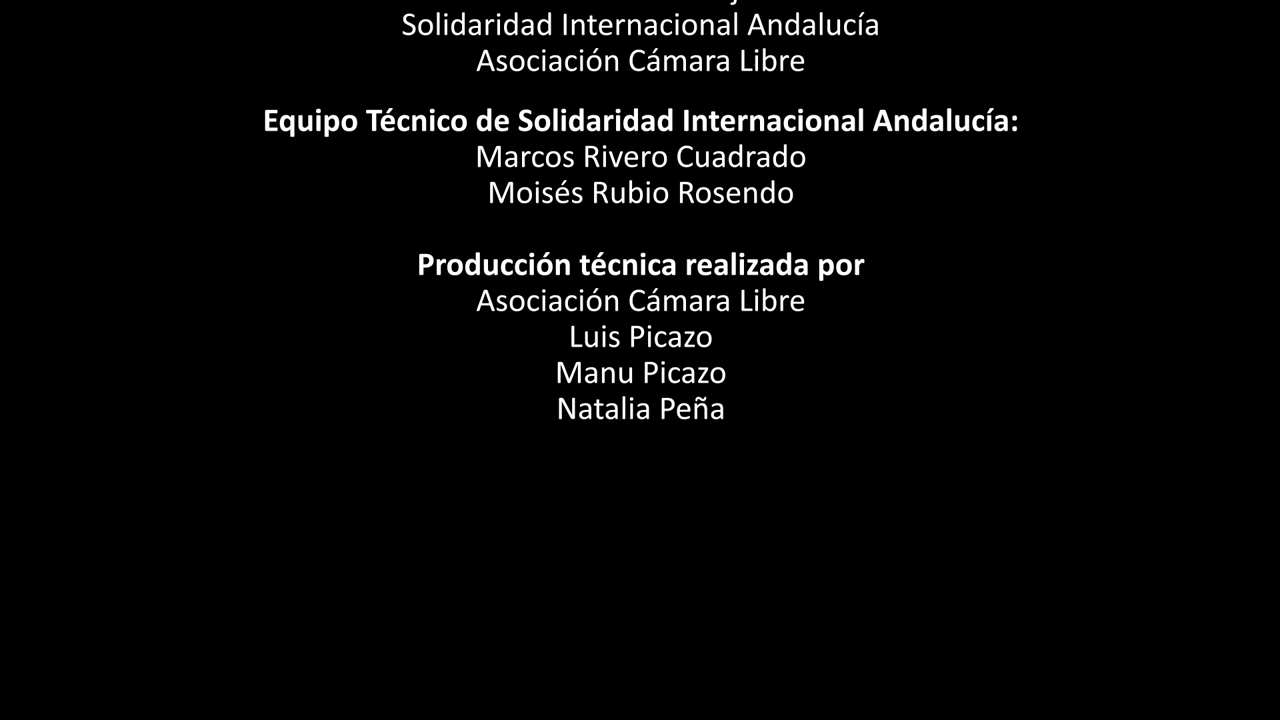 Solidaridad Internacional Andalucía
Asociación Cámara Libre
Equipo Técnico de Solidaridad Internacional Andalucía:
Marcos Rivero Cuadrado
Moisés Rubio Rosendo
Producción técnica realizada por
Asociación Cámara Libre
Luis Picazo
Manu Picazo
Natalia Peña